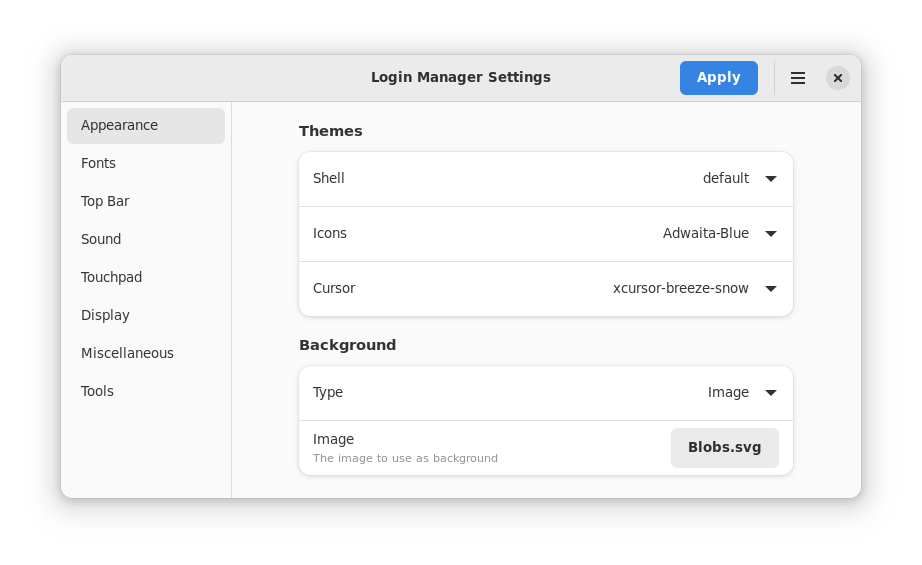 Login Manager Settings
Apply
Appearance
Fonts
Top Bar
Sound
Touchpad
Display
Miscellaneous
Tools
Themes
Shell default
Icons Adwaita-Blue
Cursor xcursor-breeze-snow
Background
Type Image
Image
The image to use as background
Blobs.svg